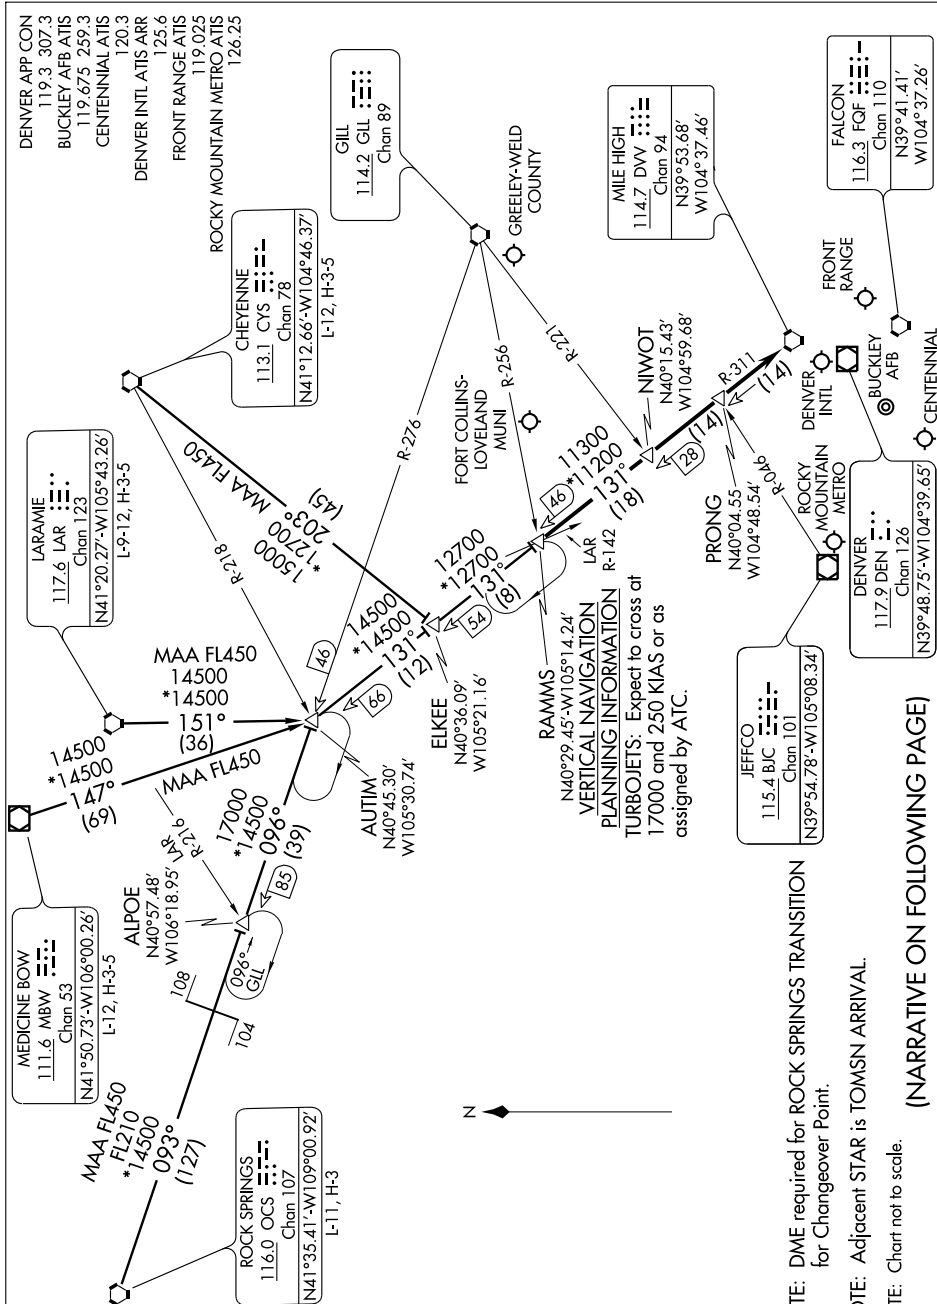 DENVER APP CON
119.3 307.3
BUCKLEY AFB ATIS
119.675 259.3
CENTENNIAL ATIS
120.3
DENVER INTL ATIS ARR
125.6
FRONT RANGE ATIS
119.025
ROCKY MOUNTAIN METRO ATIS
126.25
GILL
114.2 GLL
Chan 89
CHEYENNE
113.1 CYS
Chan 78
N41°12.66'-W104°46.37'
L-12, H-3-5
LARAMIE
117.6 LAR
Chan 123
N41°20.27'-W105°43.26'
L-9-12, H-3-5
MEDICINE BOW
111.6 MBW
Chan 53
N41°50.73'-W106°00.26'
L-12, H-3-5
ROCK SPRINGS
116.0 OCS
Chan 107
N41°35.41'-W109°00.92'
L-11, H-3
MILE HIGH
114.7 DVV
Chan 94
N39°53.68'
W104°37.46'
FALCON
116.3 FQF
Chan 110
N39°41.41'
W104°37.26'
DENVER
117.9 DEN
Chan 126
N39°48.75'-W104°39.65'
JEFFCO
115.4 BJC
Chan 101
N39°54.78'-W105°08.34'
GREELEY-WELD
COUNTY
FORT COLLINS-
LOVELAND
MUNI
FRONT
RANGE
DENVER
INTL
BUCKLEY
AFB
CENTENNIAL
ROCKY
MOUNTAIN
METRO
MAA FL450
FL210
*14500
093°
(127)
108
104
ALPOE
N40°57.48'
W106°18.95'
LAR
R-216
096°
GLL
85
17000
*14500
096°
(39)
14500
*14500
147°
(69)
MAA FL450
MAA FL450
14500
*14500
151°
(36)
R-218
MAA FL450
15000
*12700
203°
(45)
AUTIM
N40°45.30'
W105°30.74'
46
66
R-276
14500
*14500
131°
(12)
ELKEE
N40°36.09'
W105°21.16'
54
12700
*12700
131°
(8)
RAMMS
N40°29.45'-W105°14.24'
46
LAR
R-142
R-256
11300
*11200
131°
(18)
NIWOT
N40°15.43'
W104°59.68'
28
R-221
(14)
PRONG
N40°04.55
W104°48.54'
R-046
R-311
(14)
VERTICAL NAVIGATION
PLANNING INFORMATION
TURBOJETS: Expect to cross at
17000 and 250 KIAS or as
assigned by ATC.
N
TE: DME required for ROCK SPRINGS TRANSITION
for Changeover Point.
OTE: Adjacent STAR is TOMSN ARRIVAL.
TE: Chart not to scale.
(NARRATIVE ON FOLLOWING PAGE)